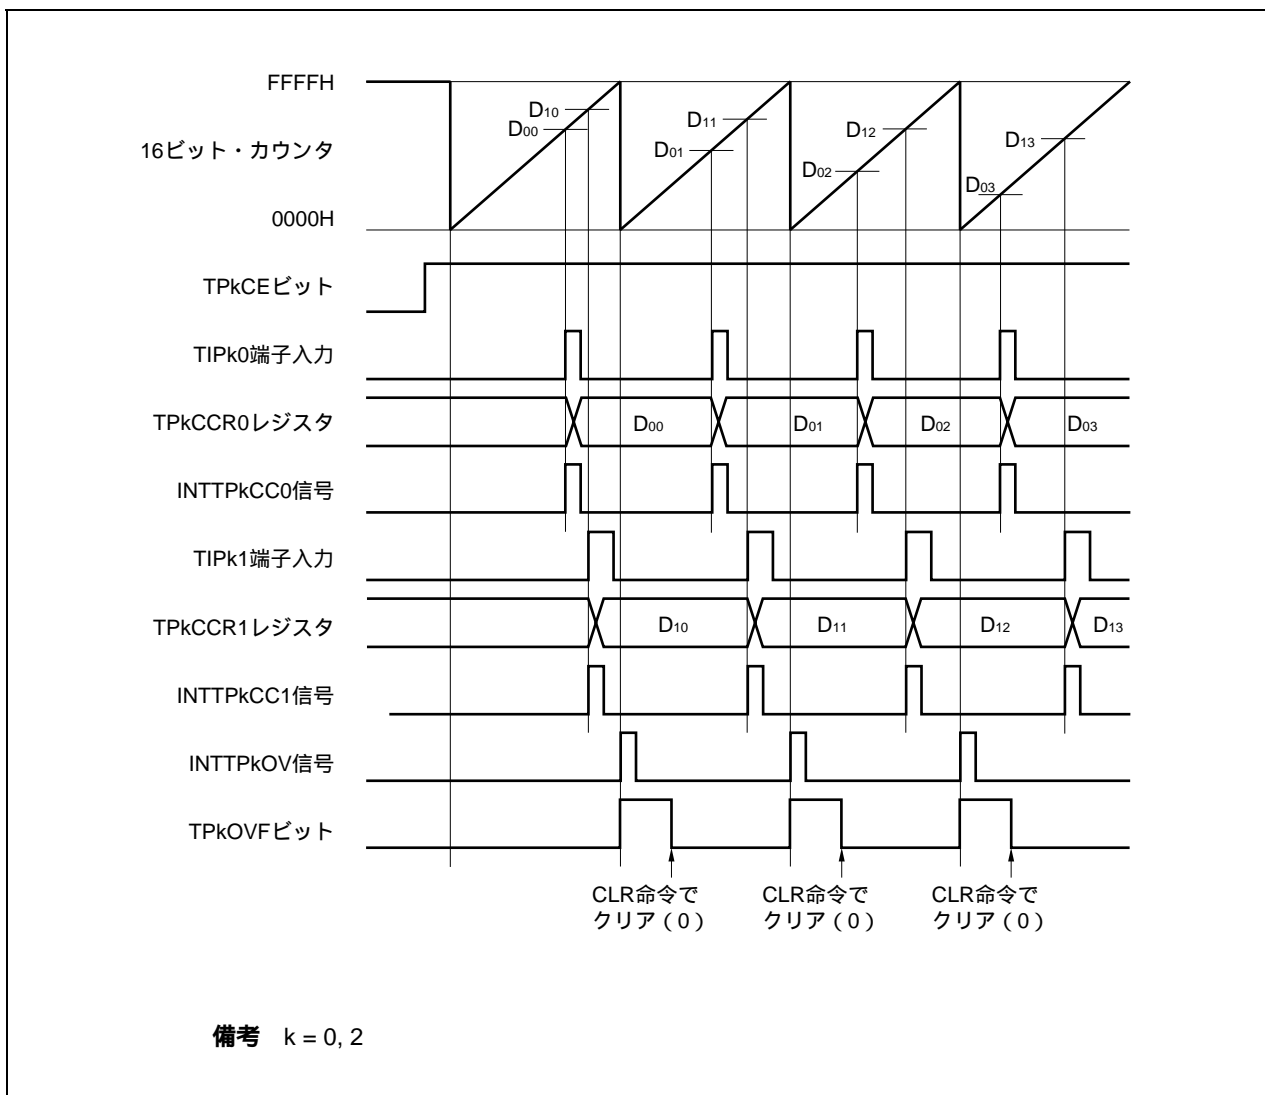 FFFFH
16ビット・カウンタ
0000H
D10
D00
D11
D01
D12
D02
D13
D03
TPkCEビット
TIPk0端子入力
TPkCCR0レジスタ
D00
D01
D02
D03
INTTPkCC0信号
TIPk1端子入力
TPkCCR1レジスタ
D10
D11
D12
D13
INTTPkCC1信号
INTTPkOV信号
TPkOVFビット
CLR命令で
クリア(0)
CLR命令で
クリア(0)
CLR命令で
クリア(0)
備考 k = 0, 2